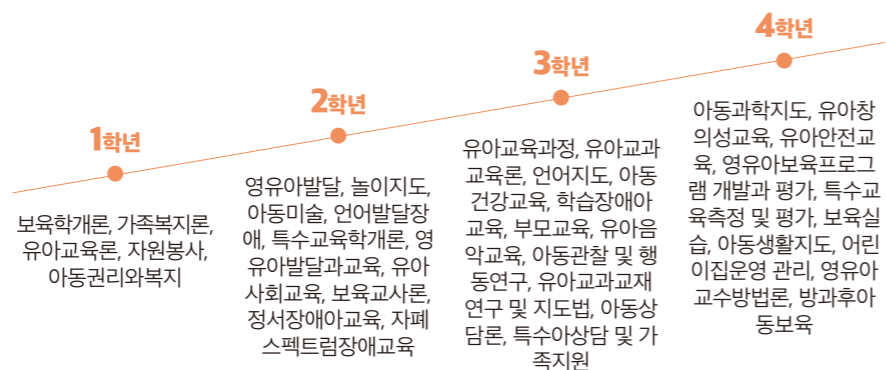 1학년
보육학개론, 가족복지론,
유아교육론, 자원봉사,
아동권리와복지
2학년
영유아발달, 놀이지도,
아동미술, 언어발달장
애, 특수교육학개론, 영
유아발달과교육, 유아
사회교육, 보육교사론,
정서장애아교육, 자폐
스펙트럼장애교육
3학년
유아교육과정, 유아교과
교육론, 언어지도, 아동
건강교육, 학습장애아
교육, 부모교육, 유아음
악교육, 아동관찰 및 행
동연구, 유아교과교재
연구 및 지도법, 아동상
담론, 특수아상담 및 가
족지원
4학년
아동과학지도, 유아창
의성교육, 유아안전교
육, 영유아보육프로그
램 개발과 평가, 특수교
육측정 및 평가, 보육실
습, 아동생활지도, 어린
이집운영 관리, 영유아
교수방법론, 방과후아
동보육